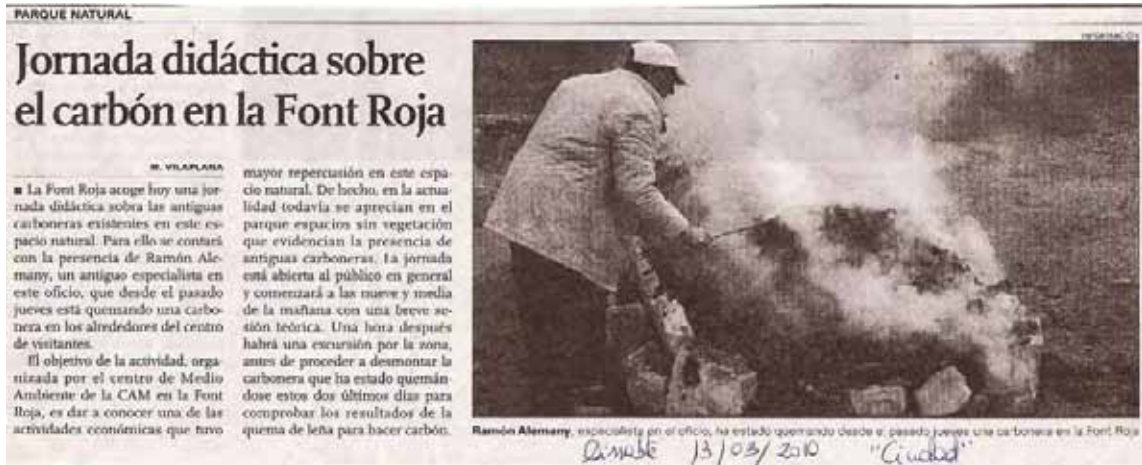 PARQUE NATURAL
Jornada didáctica sobre
el carbón en la Font Roja
M. VILAPLANA
■ La Font Roja acoge hoy una jor-
nada didáctica sobra las antiguas
carboneras existentes en este es-
pacio natural. Para ello se contará
con la presencia de Ramón Ale-
many, un antiguo especialista en
este oficio, que desde el pasado
jueves está quemando una carbo-
nera en los alrededores del centro
de visitantes.
El objetivo de la actividad, orga-
nizada por el centro de Medio
Ambiente de la CAM en la Font
Roja, es dar a conocer una de las
actividades económicas que tuvo
mayor repercusión en este espa-
cio natural. De hecho, en la actua-
lidad todavía se aprecian en el
parque espacios sin vegetación
que evidencian la presencia de
antiguas carboneras. La jornada
está abierta al público en general
y comenzará a las nueve y media
de la mañana con una breve se-
sión teórica. Una hora después
habrá una excursión por la zona,
antes de proceder a desmontar la
carbonera que ha estado quemán-
dose estos dos últimos días para
comprobar los resultados de la
quema de leña para hacer carbón.
INFORMACIÓN
Ramón Alemany, especialista en el oficio, ha estado quemando desde el pasado jueves una carbonera en la Font Roja
13/03/2010 "Ciudad"